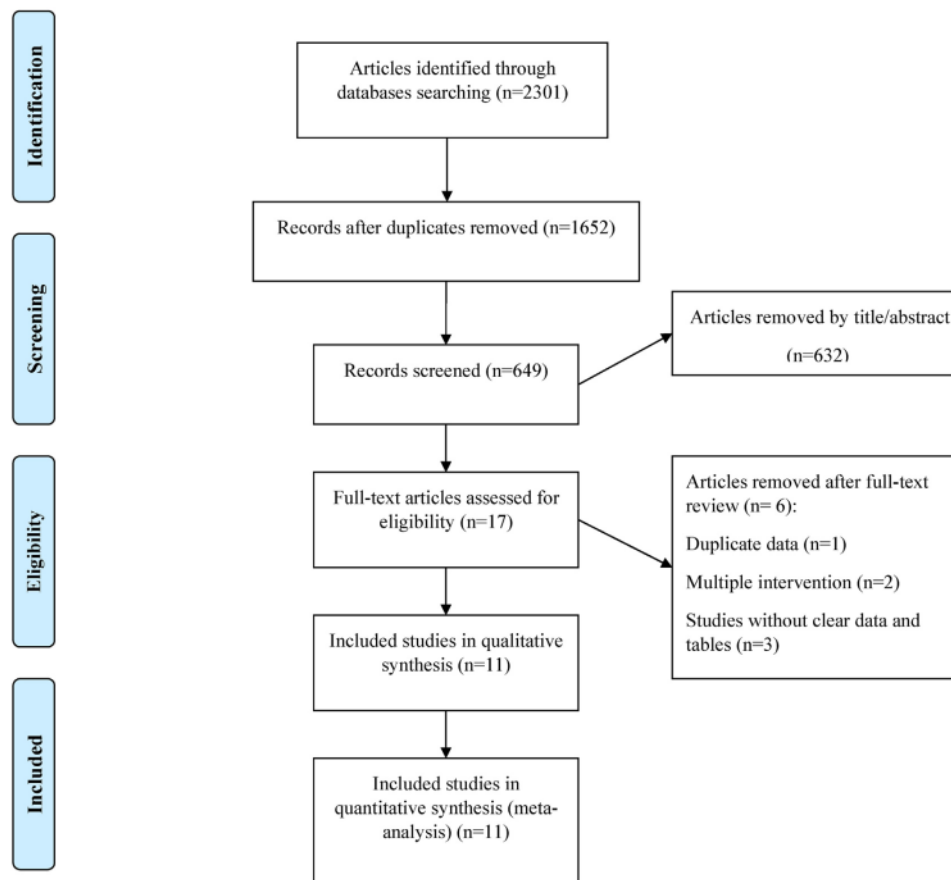 Identification
Articles identified through
databases searching (n=2301)
Records after duplicates removed (n=1652)
Screening
Articles removed by title/abstract
(n=632)
Records screened (n=649)
Eligibility
Full-text articles assessed for
eligibility (n=17)
Articles removed after full-text
review (n= 6):
Duplicate data (n=1)
Multiple intervention (n=2)
Studies without clear data and
tables (n=3)
Included studies in qualitative
synthesis (n=11)
Included
Included studies in
quantitative synthesis (meta-
analysis) (n=11)